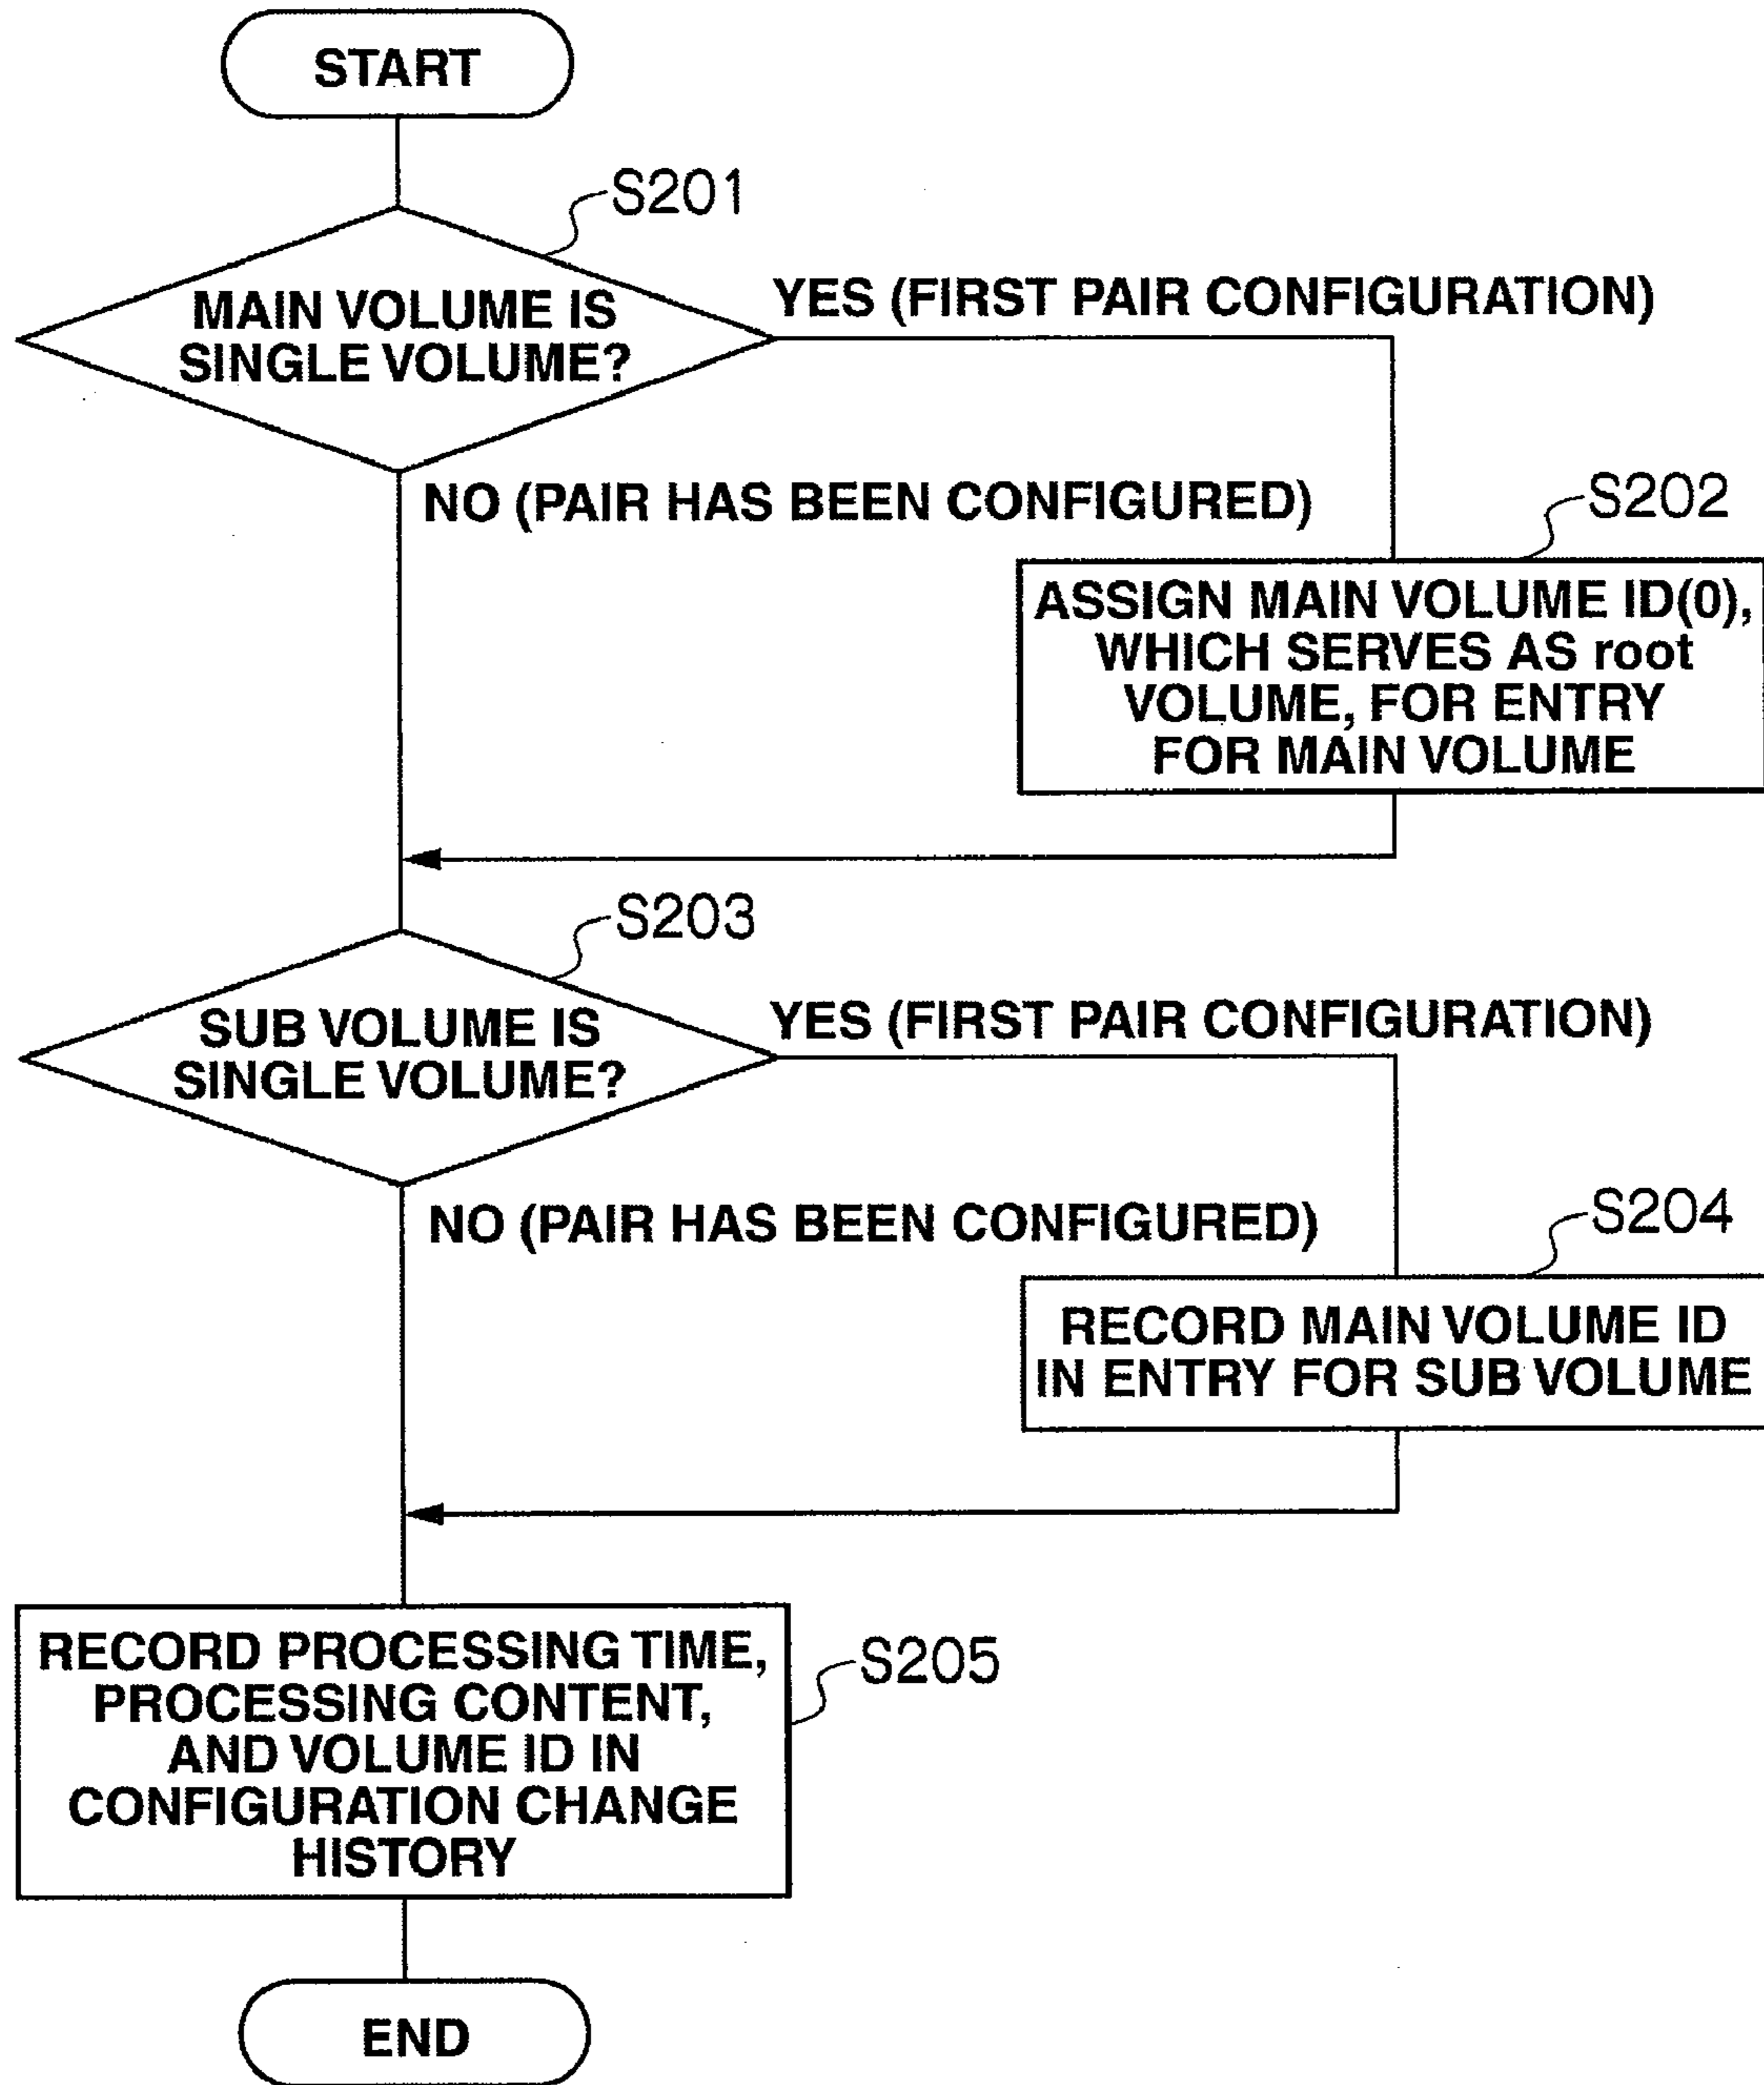 START
S201
MAIN VOLUME IS
SINGLE VOLUME?
YES (FIRST PAIR CONFIGURATION)
NO (PAIR HAS BEEN CONFIGURED)
S202
ASSIGN MAIN VOLUME ID(0),
WHICH SERVES AS root
VOLUME, FOR ENTRY
FOR MAIN VOLUME
S203
SUB VOLUME IS
SINGLE VOLUME?
YES (FIRST PAIR CONFIGURATION)
NO (PAIR HAS BEEN CONFIGURED)
S204
RECORD MAIN VOLUME ID
IN ENTRY FOR SUB VOLUME
RECORD PROCESSING TIME,
PROCESSING CONTENT,
AND VOLUME ID IN
CONFIGURATION CHANGE
HISTORY
S205
END